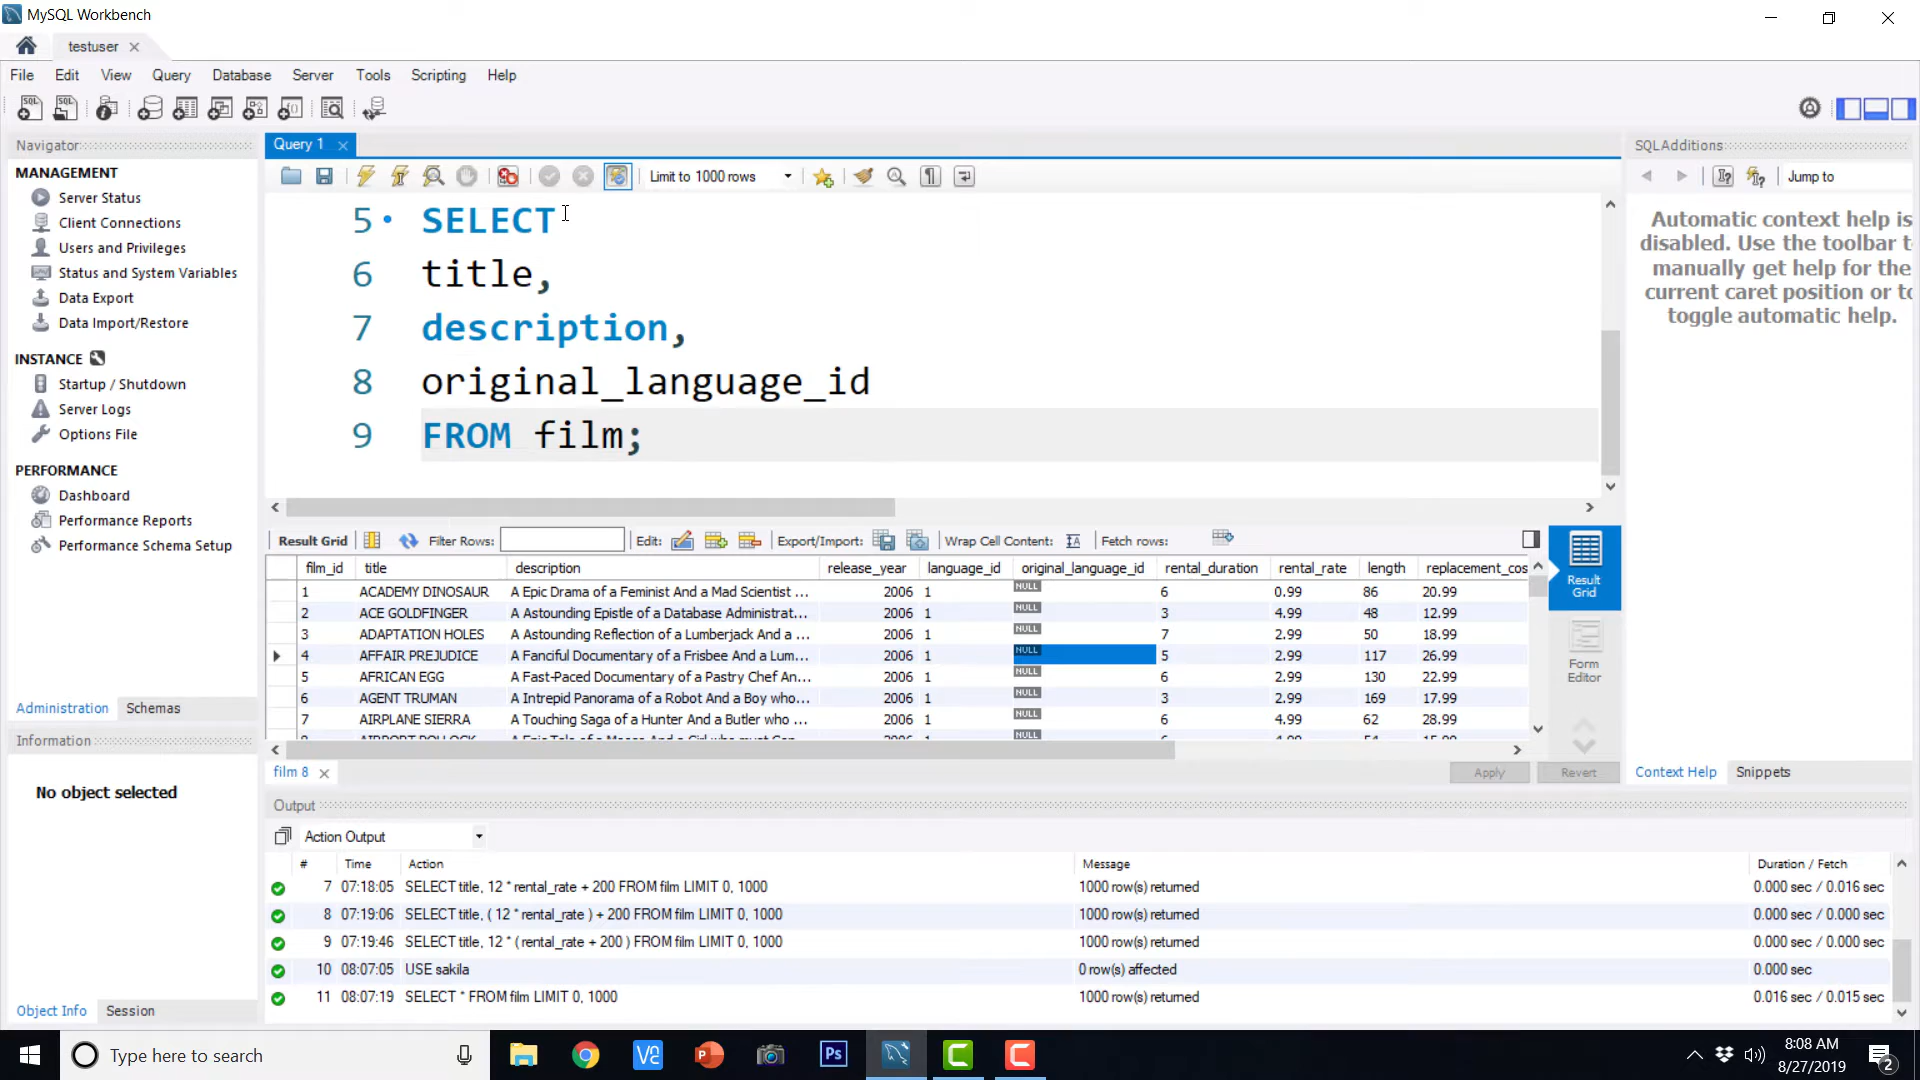 MySQL Workbench
testuser
File Edit View Query Database Server Tools Scripting Help
Navigator
MANAGEMENT
Server Status
Client Connections
Users and Privileges
Status and System Variables
Data Export
Data Import/Restore
INSTANCE
Startup / Shutdown
Server Logs
Options File
PERFORMANCE
Dashboard
Performance Reports
Performance Schema Setup
Administration Schemas
Information
No object selected
Object Info Session
Query 1
Limit to 1000 rows
5 SELECT
6 title,
7 description,
8 original_language_id
9 FROM film;
Result Grid Filter Rows: Edit: Export/Import: Wrap Cell Content: Fetch rows:
film_id title description release_year language_id original_language_id rental_duration rental_rate length replacement_cos
1 ACADEMY DINOSAUR A Epic Drama of a Feminist And a Mad Scientist ... 2006 1 NULL 6 0.99 86 20.99
2 ACE GOLDFINGER A Astounding Epistle of a Database Administrat... 2006 1 NULL 3 4.99 48 12.99
3 ADAPTATION HOLES A Astounding Reflection of a Lumberjack And a ... 2006 1 NULL 7 2.99 50 18.99
4 AFFAIR PREJUDICE A Fanciful Documentary of a Frisbee And a Lum... 2006 1 NULL 5 2.99 117 26.99
5 AFRICAN EGG A Fast-Paced Documentary of a Pastry Chef An... 2006 1 NULL 6 2.99 130 22.99
6 AGENT TRUMAN A Intrepid Panorama of a Robot And a Boy who... 2006 1 NULL 3 2.99 169 17.99
7 AIRPLANE SIERRA A Touching Saga of a Hunter And a Butler who ... 2006 1 NULL 6 4.99 62 28.99
Result
Grid
Form
Editor
film 8
Apply Revert
SQLAdditions
Jump to
Automatic context help is
disabled. Use the toolbar t
manually get help for the
current caret position or to
toggle automatic help.
Context Help Snippets
Output
Action Output
# Time Action Message Duration / Fetch
7 07:18:05 SELECT title, 12 * rental_rate + 200 FROM film LIMIT 0, 1000 1000 row(s) returned 0.000 sec / 0.016 sec
8 07:19:06 SELECT title, ( 12 * rental_rate ) + 200 FROM film LIMIT 0, 1000 1000 row(s) returned 0.000 sec / 0.000 sec
9 07:19:46 SELECT title, 12 * ( rental_rate + 200 ) FROM film LIMIT 0, 1000 1000 row(s) returned 0.000 sec / 0.000 sec
10 08:07:05 USE sakila 0 row(s) affected 0.000 sec
11 08:07:19 SELECT * FROM film LIMIT 0, 1000 1000 row(s) returned 0.016 sec / 0.015 sec
Type here to search
8:08 AM
8/27/2019
2